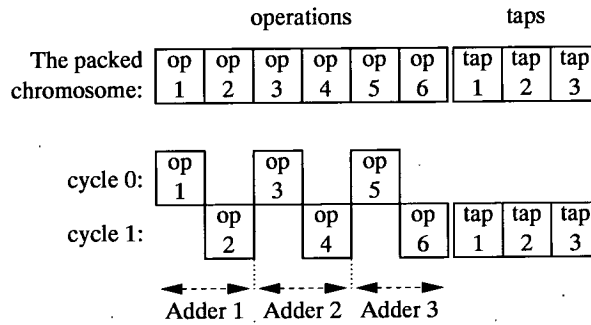 operations taps
The packed chromosome:
op 1 op 2 op 3 op 4 op 5 op 6 tap 1 tap 2 tap 3
cycle 0: op 1 op 3 op 5
cycle 1: op 2 op 4 op 6 tap 1 tap 2 tap 3
Adder 1 Adder 2 Adder 3